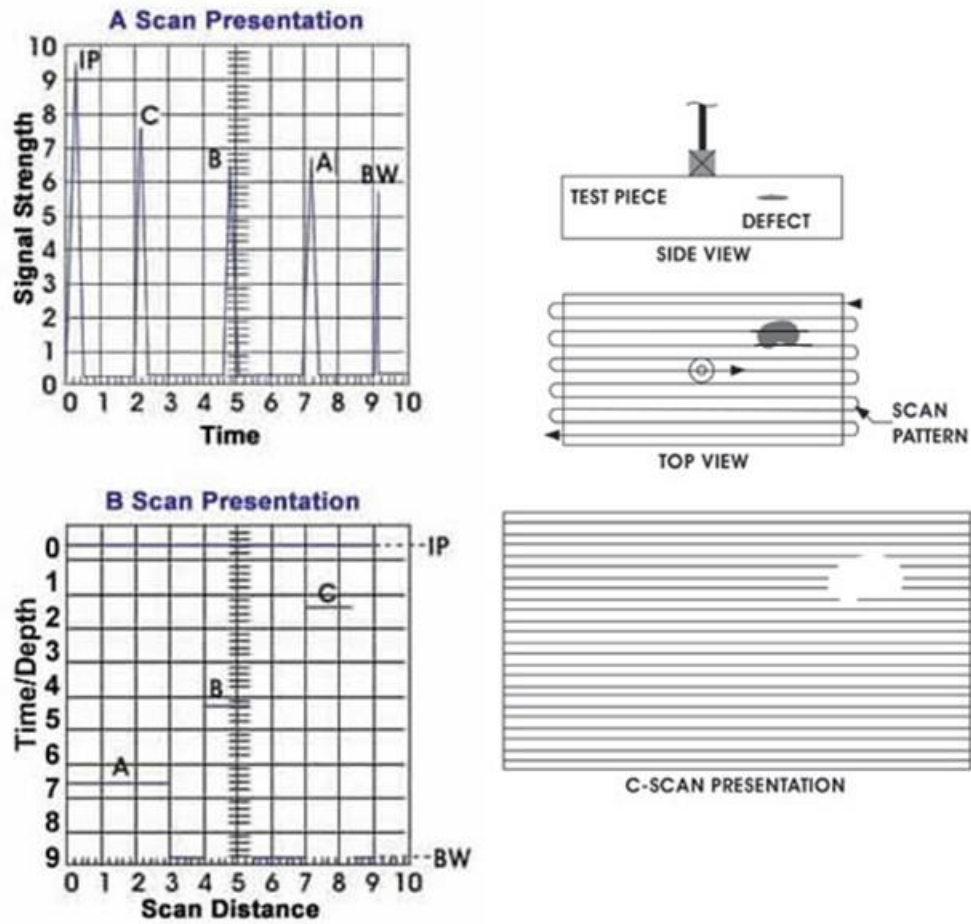 A Scan Presentation
10
9
8
7
6
5
4
3
2
1
0
Signal Strength
IP
C
B
A
BW
0 1 2 3 4 5 6 7 8 9 10
Time
TEST PIECE
DEFECT
SIDE VIEW
SCAN
PATTERN
TOP VIEW
B Scan Presentation
0
1
2
3
4
5
6
7
8
9
Time/Depth
IP
C
B
A
BW
0 1 2 3 4 5 6 7 8 9 10
Scan Distance
C-SCAN PRESENTATION